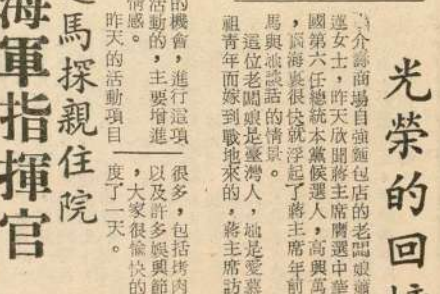 光榮的回
介壽商場自強麵包店的老闆娘
女士，昨天欣聞蔣主席膺選中華
國第六任總統本黨候選人，高興萬
，腦海裏很快就浮起了蔣主席年前
馬與她談話的情景。
這位老闆娘是臺灣人，她是愛慕
祖青年而嫁到戰地來的，蔣主席訪
很多，包括烤肉
以及許多娛興節
，大家很愉快的
度了一天。
的機會，進行這項
活動的，主要增進
情感。
昨天的活動項目
馬探親住院
海軍指揮官